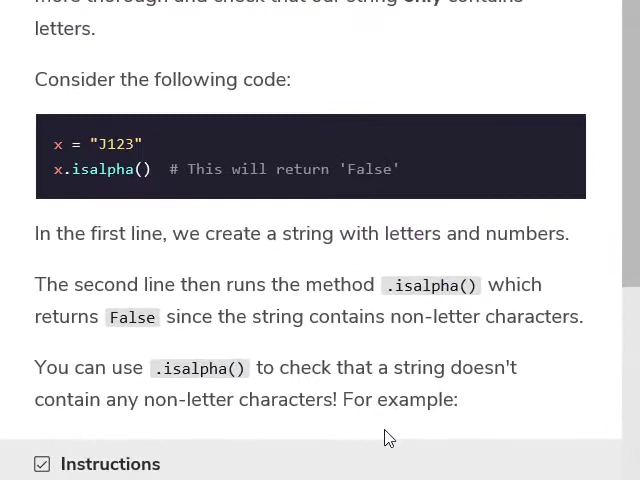 letters.
Consider the following code:
x = "J123"
x.isalpha()  # This will return 'False'
In the first line, we create a string with letters and numbers.
The second line then runs the method .isalpha() which
returns False since the string contains non-letter characters.
You can use .isalpha() to check that a string doesn't
contain any non-letter characters! For example:
Instructions